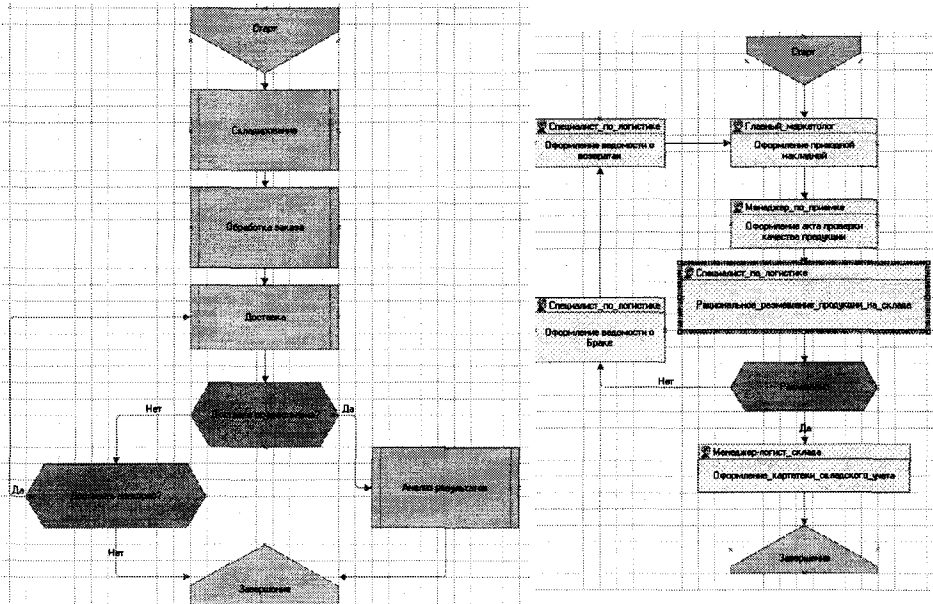 Старт
Складирование
Обработка заказа
Доставка
Нет
Да
Да
Анализ результатов
Нет
Завершение
Старт
Специалист_по_логистике
Оформление ведомости о
возвратах
Главный_маркетолог
Оформление приходной
накладной
Менеджер_по_приемке
Оформление акта проверки
качества продукции
Специалист_по_логистике
Рациональное_размещение_продукции_на_складе
Специалист_по_логистике
Оформление ведомости о
Браке
Нет
Да
Менеджер-логист_склада
Оформление_картотеки_складского_учета
Завершение